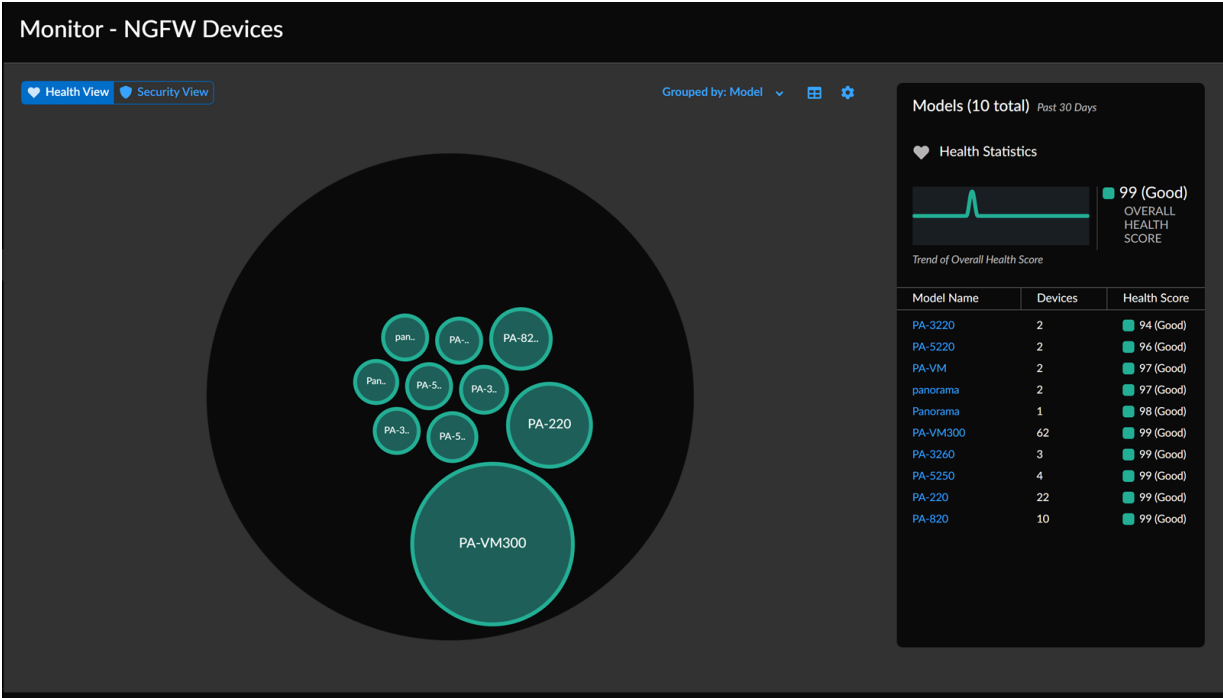 Monitor - NGFW Devices
Health View
Security View
Grouped by: Model
Models (10 total) Past 30 Days
Health Statistics
99 (Good)
OVERALL
HEALTH
SCORE
Trend of Overall Health Score
Model Name Devices Health Score
PA-3220 2 94 (Good)
PA-5220 2 96 (Good)
PA-VM 2 97 (Good)
panorama 2 97 (Good)
Panorama 1 98 (Good)
PA-VM300 62 99 (Good)
PA-3260 3 99 (Good)
PA-5250 4 99 (Good)
PA-220 22 99 (Good)
PA-820 10 99 (Good)
pan..
PA-..
PA-82..
Pan..
PA-5..
PA-3..
PA-3..
PA-5..
PA-220
PA-VM300